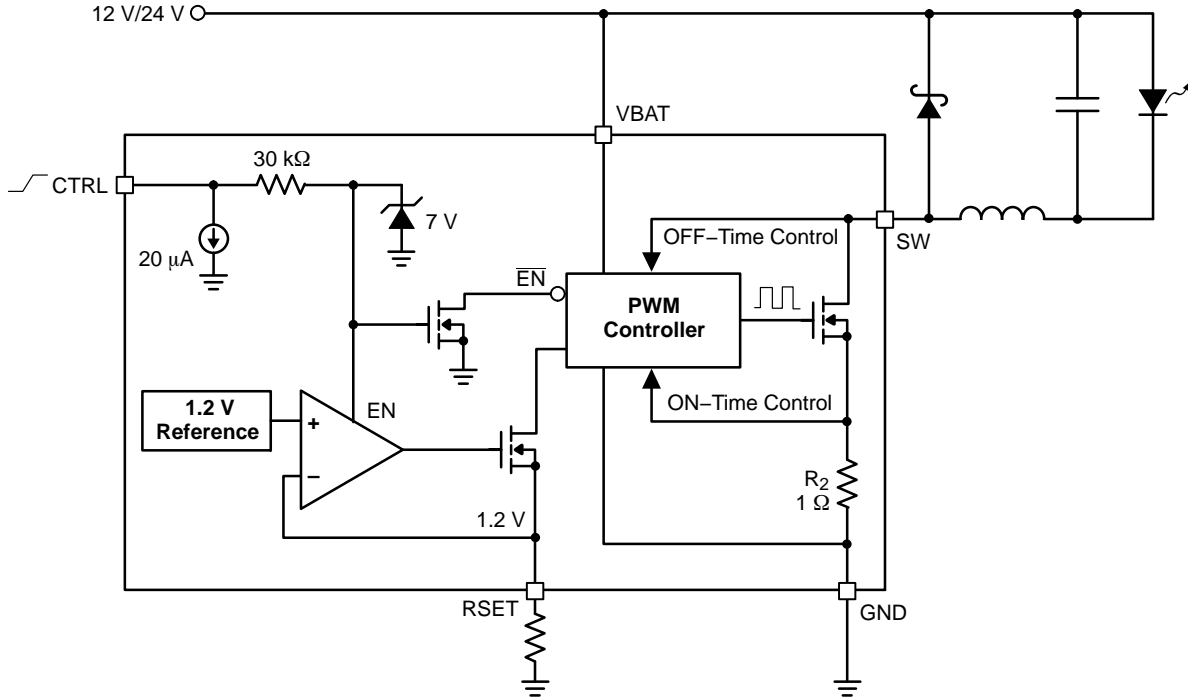 12 V/24 V
VBAT
30 kΩ
CTRL
7 V
20 μA
SW
OFF–Time Control
EN
PWM
Controller
ON–Time Control
1.2 V
Reference
EN
+
–
R2
1 Ω
1.2 V
RSET
GND